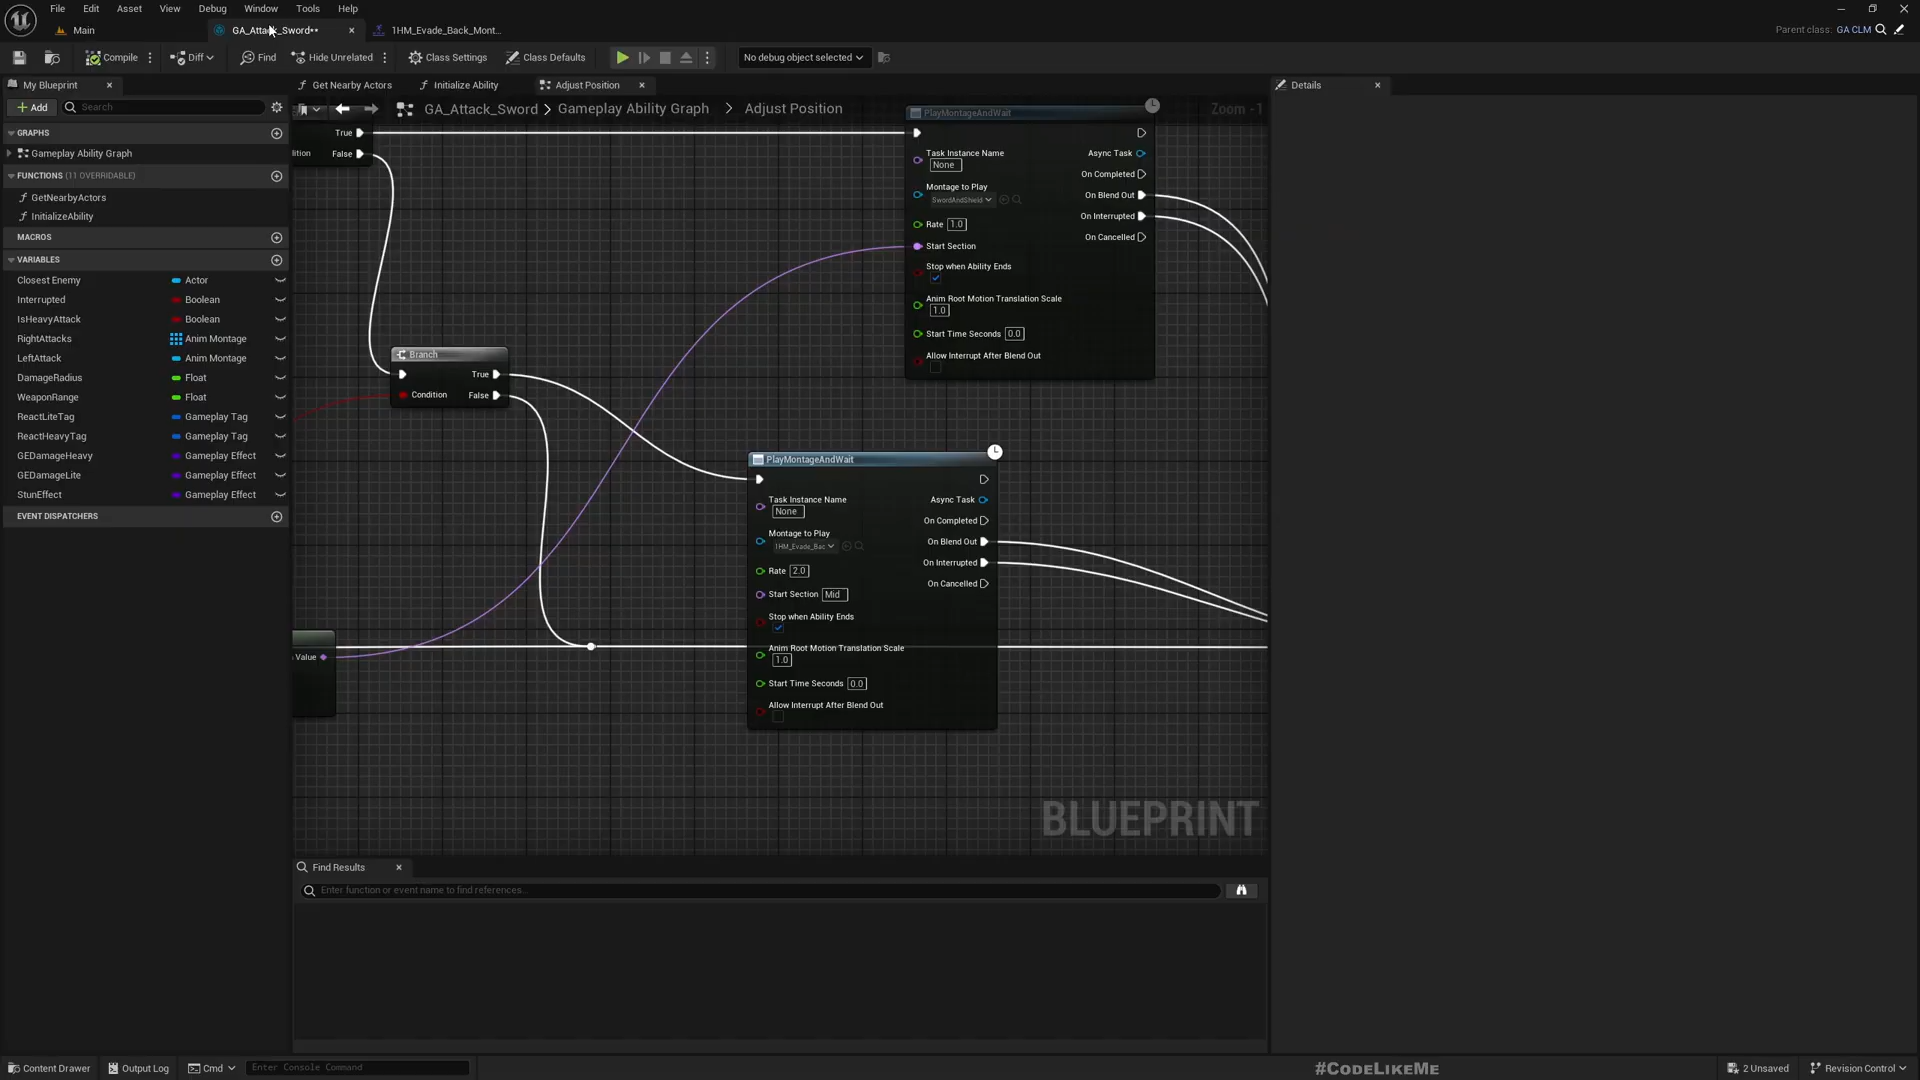 File Edit Asset View Debug Window Tools Help
Main
GA_Attack_Sword••
1HM_Evade_Back_Mont...
Parent class: GA CLM
Compile
Diff
Find
Hide Unrelated
Class Settings
Class Defaults
No debug object selected
My Blueprint
Get Nearby Actors
Initialize Ability
Adjust Position
Details
Add
Search
GA_Attack_Sword > Gameplay Ability Graph > Adjust Position
Zoom -1
GRAPHS
Gameplay Ability Graph
FUNCTIONS (11 OVERRIDABLE)
GetNearbyActors
InitializeAbility
MACROS
VARIABLES
Closest Enemy Actor
Interrupted Boolean
IsHeavyAttack Boolean
RightAttacks Anim Montage
LeftAttack Anim Montage
DamageRadius Float
WeaponRange Float
ReactLiteTag Gameplay Tag
ReactHeavyTag Gameplay Tag
GEDamageHeavy Gameplay Effect
GEDamageLite Gameplay Effect
StunEffect Gameplay Effect
EVENT DISPATCHERS
True
lition False
PlayMontageAndWait
Task Instance Name
None
Async Task
On Completed
Montage to Play
SwordAndShield
On Blend Out
On Interrupted
Rate 1.0
On Cancelled
Start Section
Stop when Ability Ends
Anim Root Motion Translation Scale
1.0
Start Time Seconds 0.0
Allow Interrupt After Blend Out
Branch
True
Condition False
PlayMontageAndWait
Task Instance Name
None
Async Task
On Completed
Montage to Play
1HM_Evade_Bac
On Blend Out
On Interrupted
Rate 2.0
On Cancelled
Start Section Mid
Stop when Ability Ends
Anim Root Motion Translation Scale
1.0
Start Time Seconds 0.0
Allow Interrupt After Blend Out
Value
BLUEPRINT
Find Results
Enter function or event name to find references...
Content Drawer
Output Log
Cmd
Enter Console Command
#CODELIKEME
2 Unsaved
Revision Control